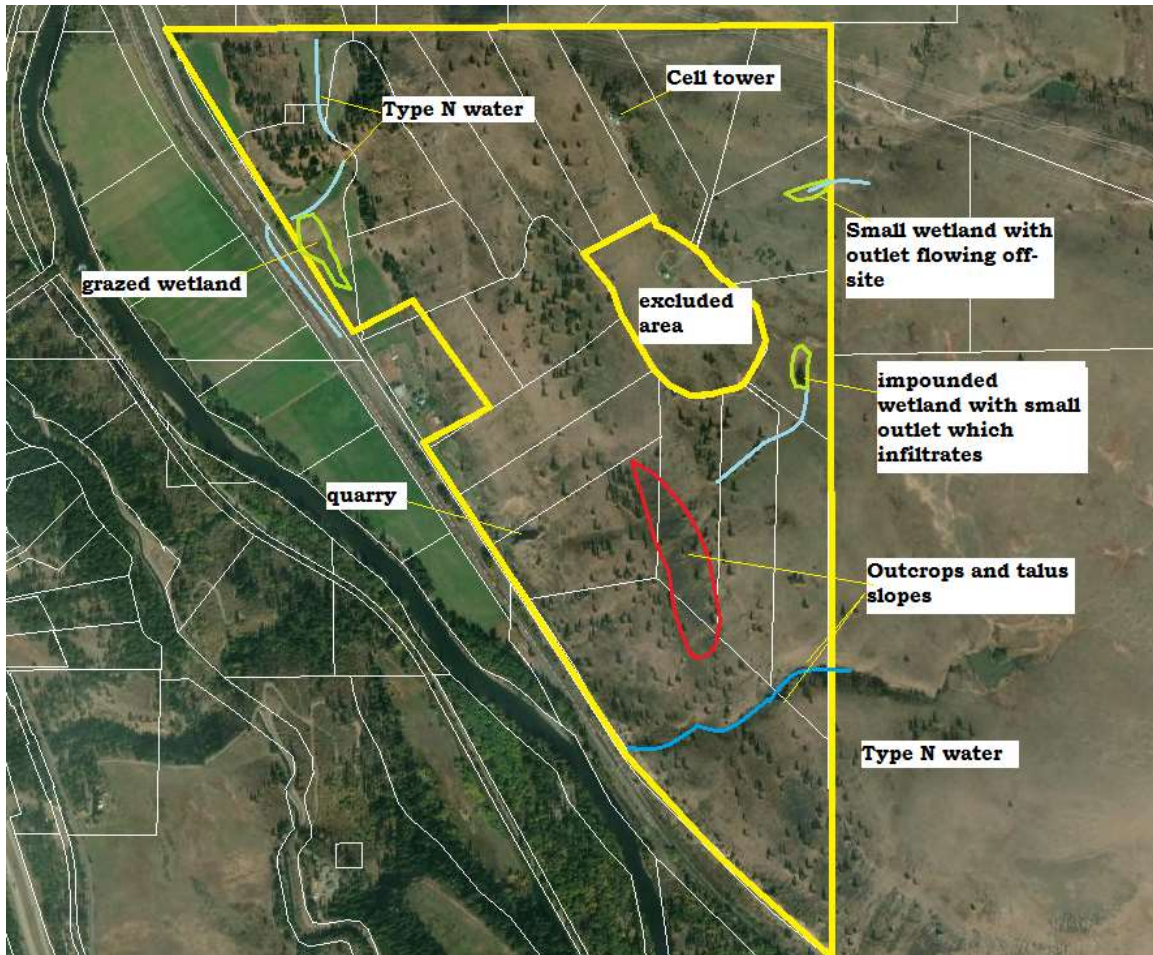 Cell tower
Type N water
Small wetland with
outlet flowing off-
site
grazed wetland
excluded
area
impounded
wetland with small
outlet which
infiltrates
quarry
Outcrops and talus
slopes
Type N water